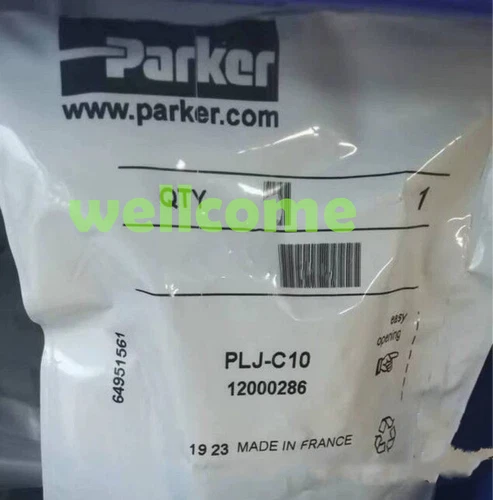 Parker
www.parker.com
QTY 1
wellcome
easy
opening
64951561
PLJ-C10
12000286
19 23 MADE IN FRANCE